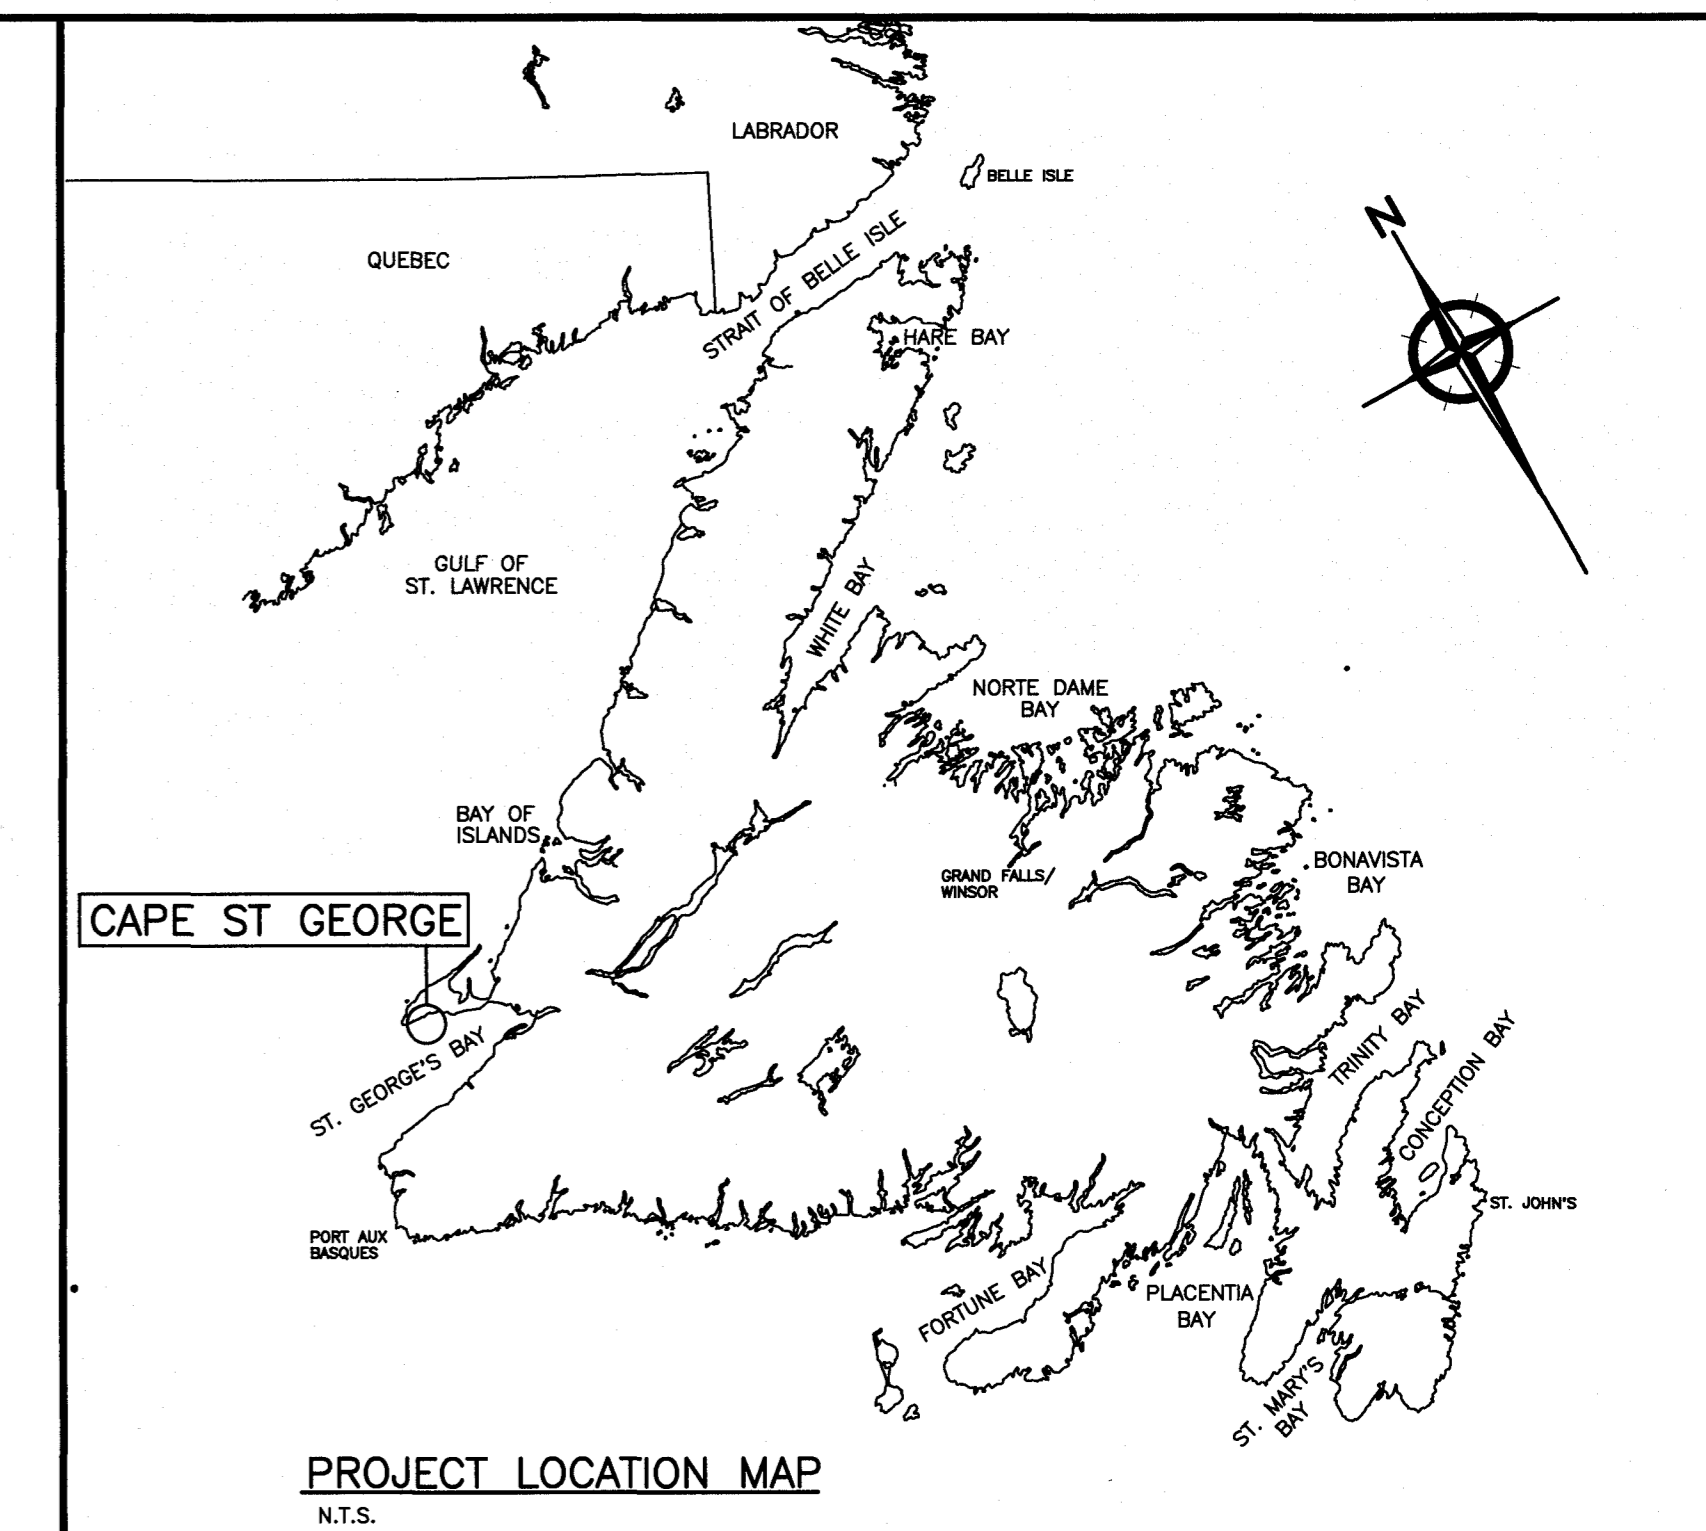 LABRADOR
BELLE ISLE
N
QUEBEC
STRAIT OF BELLE ISLE
HARE BAY
GULF OF
ST. LAWRENCE
WHITE BAY
NORTE DAME
BAY
BAY OF
ISLANDS
GRAND FALLS/
WINSOR
BONAVISTA
BAY
CAPE ST GEORGE
ST. GEORGE'S BAY
TRINITY BAY
CONCEPTION BAY
ST. JOHN'S
PORT AUX
BASQUES
FORTUNE BAY
PLACENTIA
BAY
ST. MARY'S
BAY
PROJECT LOCATION MAP
N.T.S.